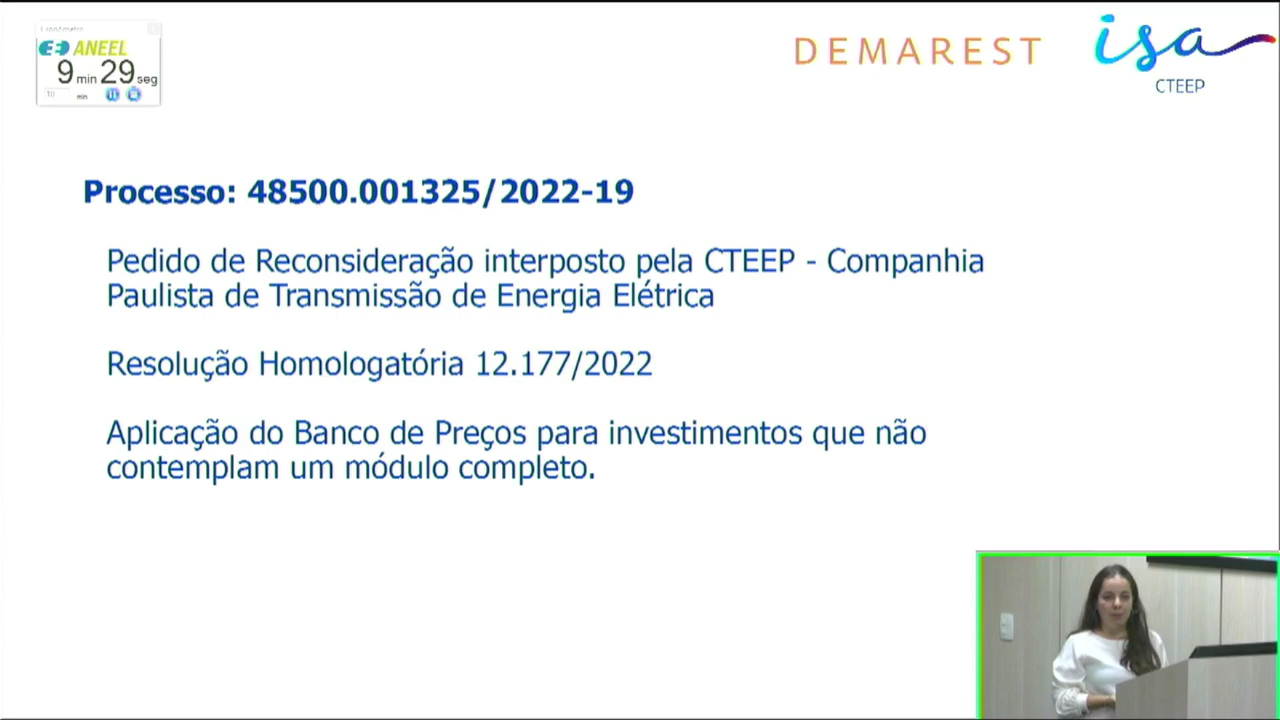 ANEEL
9 min 29 seg
10 min
DEMAREST
isa
CTEEP
Processo: 48500.001325/2022-19
Pedido de Reconsideração interposto pela CTEEP - Companhia
Paulista de Transmissão de Energia Elétrica
Resolução Homologatória 12.177/2022
Aplicação do Banco de Preços para investimentos que não
contemplam um módulo completo.